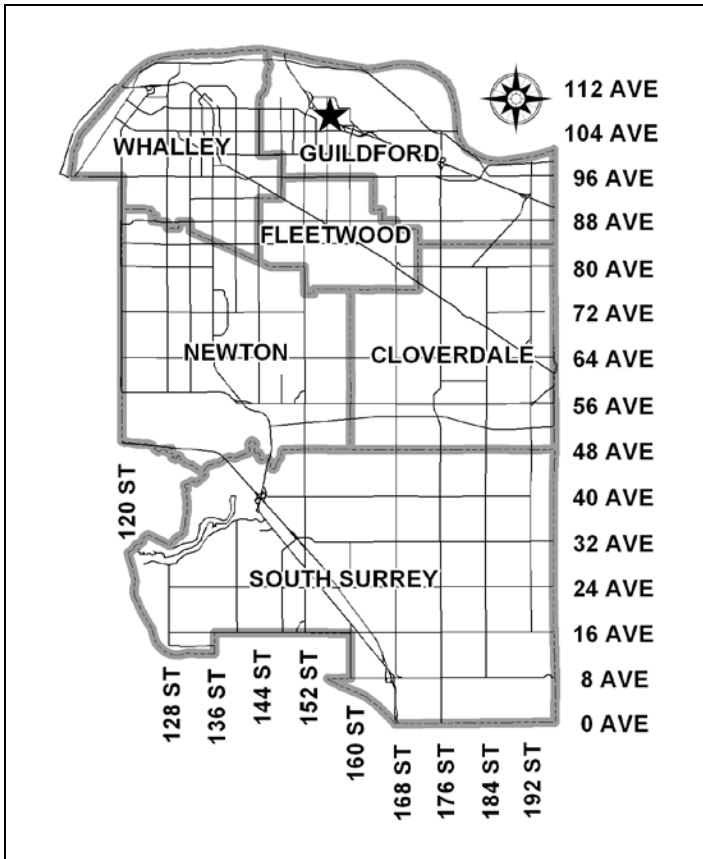 112 AVE
104 AVE
WHALLEY
GUILDFORD
96 AVE
88 AVE
FLEETWOOD
80 AVE
72 AVE
NEWTON
CLOVERDALE
64 AVE
56 AVE
48 AVE
120 ST
40 AVE
32 AVE
SOUTH SURREY
24 AVE
16 AVE
8 AVE
0 AVE
128 ST
136 ST
144 ST
152 ST
160 ST
168 ST
176 ST
184 ST
192 ST